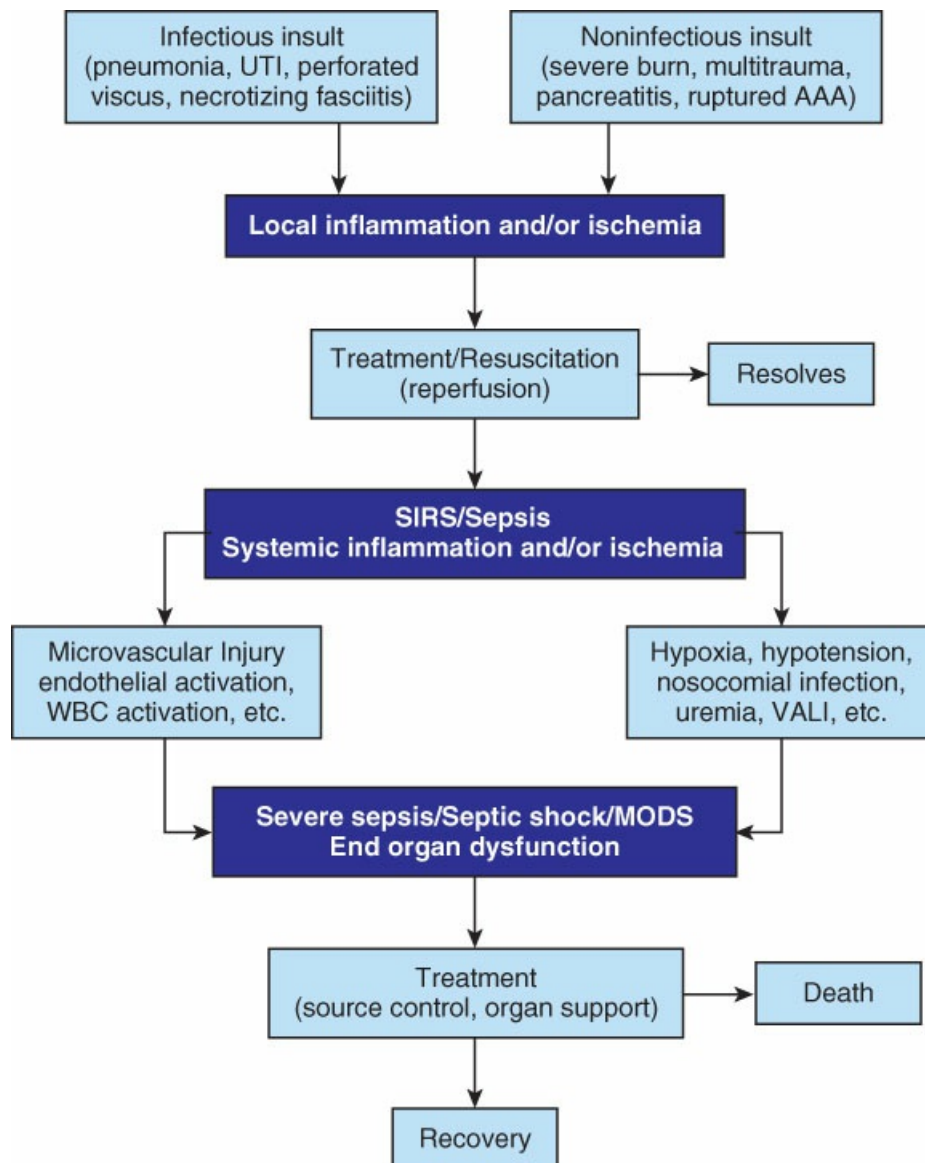 Infectious insult
(pneumonia, UTI, perforated
viscus, necrotizing fasciitis)
Noninfectious insult
(severe burn, multitrauma,
pancreatitis, ruptured AAA)
Local inflammation and/or ischemia
Treatment/Resuscitation
(reperfusion)
Resolves
SIRS/Sepsis
Systemic inflammation and/or ischemia
Microvascular Injury
endothelial activation,
WBC activation, etc.
Hypoxia, hypotension,
nosocomial infection,
uremia, VALI, etc.
Severe sepsis/Septic shock/MODS
End organ dysfunction
Treatment
(source control, organ support)
Death
Recovery